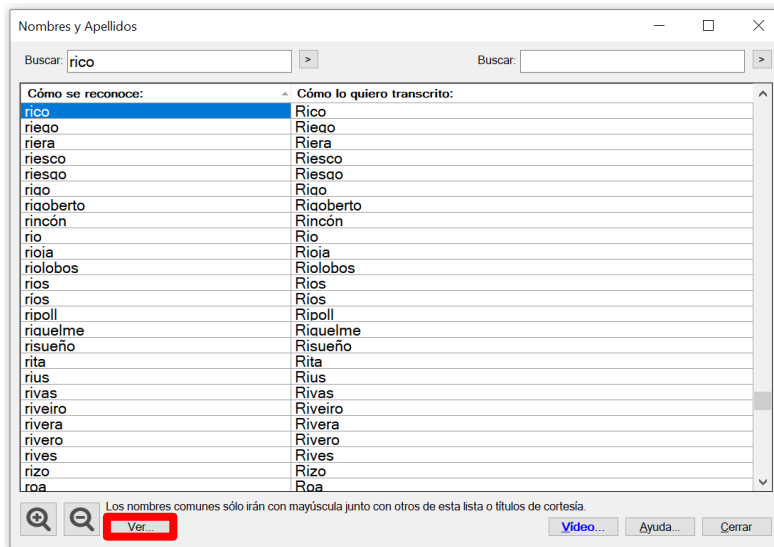 Nombres y Apellidos
Buscar: rico > Buscar: >
Cómo se reconoce: Cómo lo quiero transcrito:
rico Rico
riego Riego
riera Riera
riesco Riesco
riesgo Riesgo
rigo Rigo
rigoberto Rigoberto
rincón Rincón
rio Rio
rioja Rioja
riolobos Riolobos
rios Rios
ríos Ríos
ripoll Ripoll
riquelme Riquelme
risueño Risueño
rita Rita
rius Rius
rivas Rivas
riveiro Riveiro
rivera Rivera
rivero Rivero
rives Rives
rizo Rizo
roa Roa
Los nombres comunes sólo irán con mayúscula junto con otros de esta lista o títulos de cortesía.
Ver... Vídeo... Ayuda... Cerrar